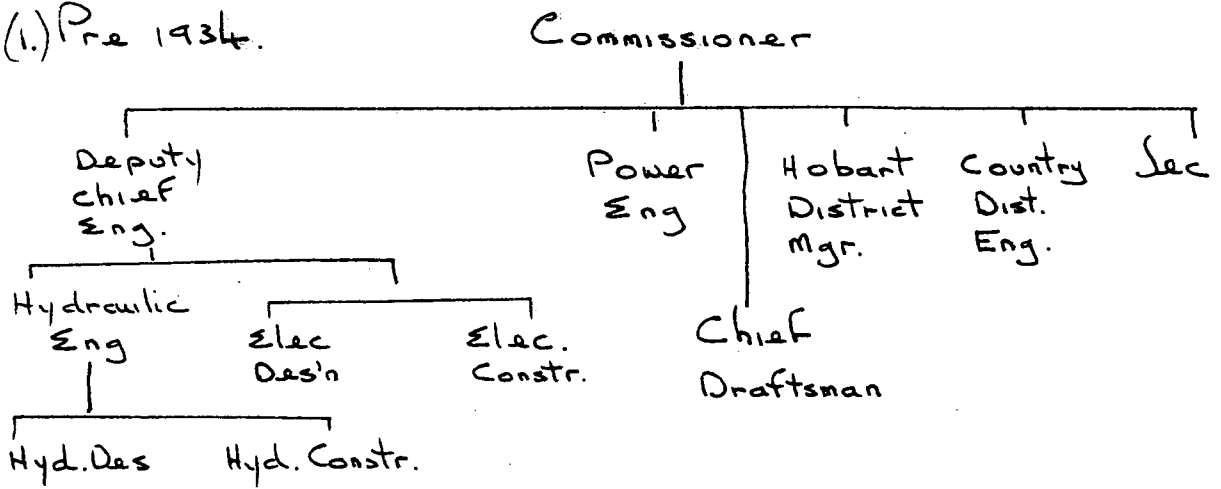 (1.) Pre 1934. Commissioner
Deputy
Chief
Eng.
Power
Eng
Hobart
District
Mgr.
Country
Dist.
Eng.
Sec
Hydraulic
Eng
Elec
Des'n
Elec.
Constr.
Chief
Draftsman
Hyd. Des
Hyd. Constr.